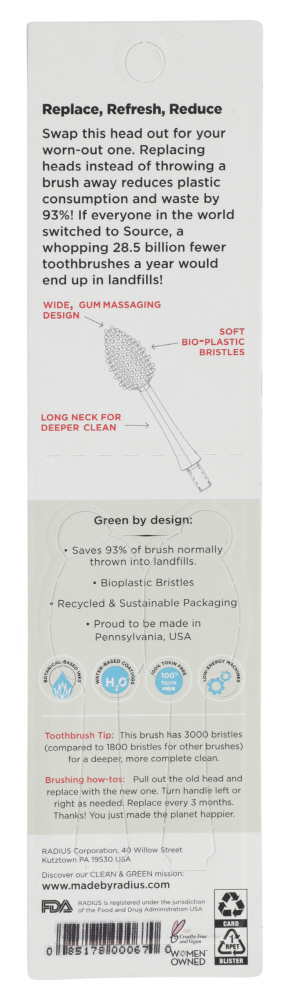 Replace, Refresh, Reduce
Swap this head out for your
worn-out one. Replacing
heads instead of throwing a
brush away reduces plastic
consumption and waste by
93%! If everyone in the world
switched to Source, a
whopping 28.5 billion fewer
toothbrushes a year would
end up in landfills!
WIDE, GUM MASSAGING
DESIGN
SOFT
BIO-PLASTIC
BRISTLES
LONG NECK FOR
DEEPER CLEAN
Green by design:
• Saves 93% of brush normally
thrown into landfills.
• Bioplastic Bristles
• Recycled & Sustainable Packaging
• Proud to be made in
Pennsylvania, USA
BOTANICAL-BASED INKS
WATER-BASED COATINGS
H2O
100% TOXIN FREE
100%
TOXIN
FREE
LOW-ENERGY MACHINES
Toothbrush Tip: This brush has 3000 bristles
(compared to 1800 bristles for other brushes)
for a deeper, more complete clean.
Brushing how-tos: Pull out the old head and
replace with the new one. Turn handle left or
right as needed. Replace every 3 months.
Thanks! You just made the planet happier.
RADIUS Corporation, 40 Willow Street
Kutztown PA 19530 USA
Discover our CLEAN & GREEN mission:
www.madebyradius.com
FDA
RADIUS is registered under the jurisdiction
of the Food and Drug Administration USA
CARD
RPET
BLISTER
Cruelty-Free
and Vegan
WOMEN
OWNED
0 85178 00067 0